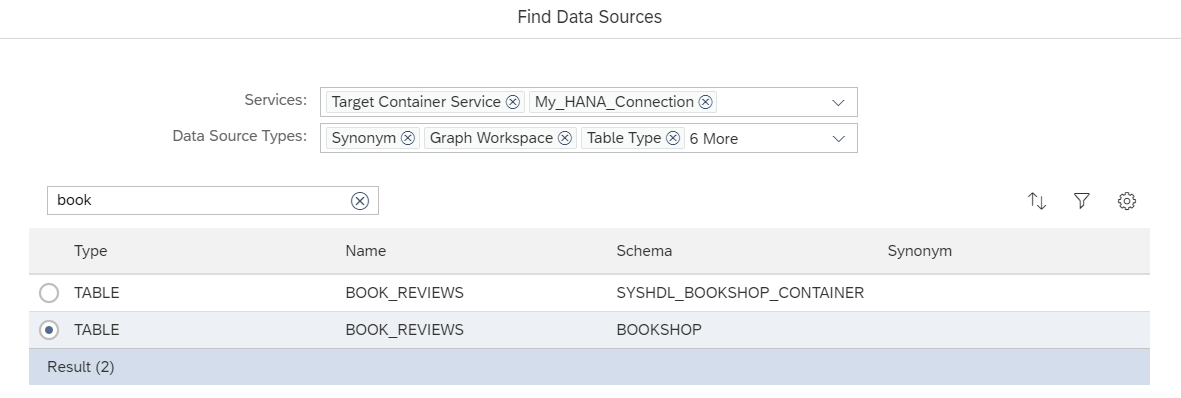 Find Data Sources
Services: Target Container Service My_HANA_Connection
Data Source Types: Synonym Graph Workspace Table Type 6 More
book
Type Name Schema Synonym
TABLE BOOK_REVIEWS SYSHDL_BOOKSHOP_CONTAINER
TABLE BOOK_REVIEWS BOOKSHOP
Result (2)